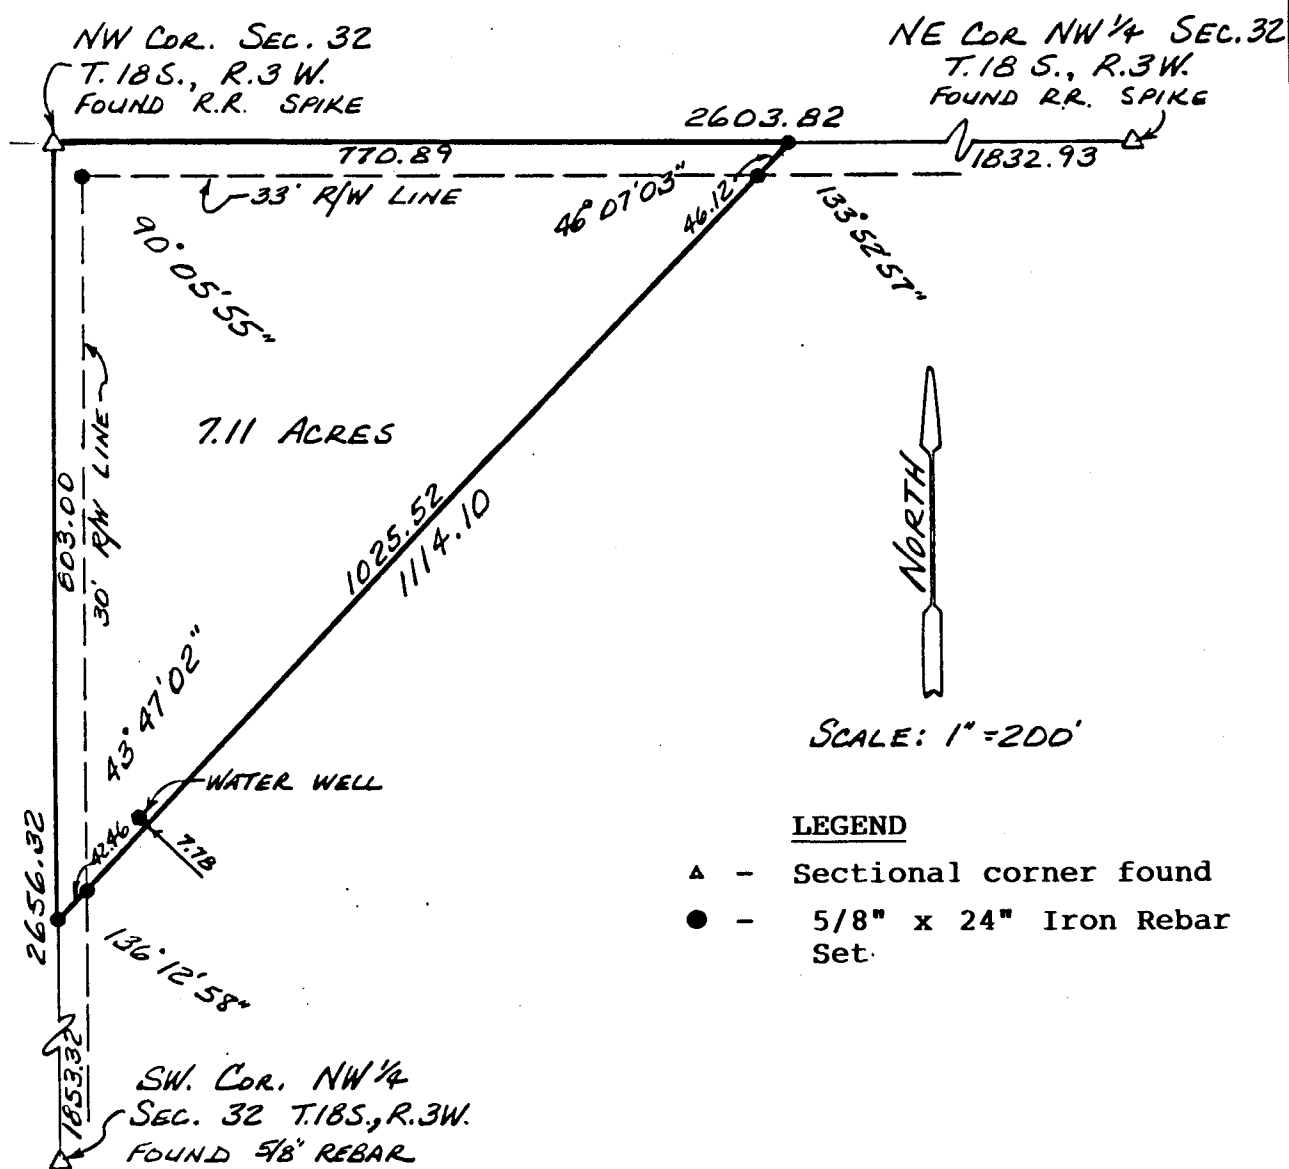 NW COR. SEC. 32
T. 18 S., R. 3 W.
FOUND R.R. SPIKE
NE COR NW 1/4 SEC. 32
T. 18 S., R. 3 W.
FOUND R.R. SPIKE
2603.82
770.89
1832.93
33' R/W LINE
46° 07' 03"
46.12
133° 52' 57"
90° 05' 55"
7.11 ACRES
803.00
30' R/W LINE
1025.52
1114.10
NORTH
43° 47' 02"
SCALE: 1" = 200'
WATER WELL
42.46
7.78
2656.32
136° 12' 58"
LEGEND
△ - Sectional corner found
● - 5/8" x 24" Iron Rebar
Set
1853.32
SW. COR. NW 1/4
SEC. 32 T.18S., R.3W.
FOUND 5/8" REBAR